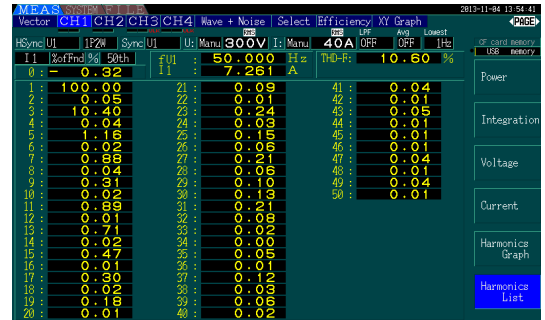 MEAS SYSTEM FILE 2013-11-04 13:54:41
Vector CH1 CH2 CH3 CH4 Wave + Noise Select Efficiency XY Graph PAGE
RMS RMS LPF Avg Lowest
HSync U1 1P2W Sync U1 U: Manu 300V I: Manu 40A OFF OFF 1Hz
CF card memory
USB memory
I1 %ofFnd % 50th fU1 : 50.000 Hz THD-F: 10.60 %
0 : - 0.32 I1 : 7.261 A
1 : 100.00 21 : 0.09 41 : 0.04
2 : 0.05 22 : 0.01 42 : 0.01
3 : 10.40 23 : 0.24 43 : 0.05
4 : 0.04 24 : 0.03 44 : 0.01
5 : 1.16 25 : 0.15 45 : 0.01
6 : 0.02 26 : 0.06 46 : 0.01
7 : 0.88 27 : 0.21 47 : 0.04
8 : 0.04 28 : 0.06 48 : 0.01
9 : 0.31 29 : 0.10 49 : 0.04
10 : 0.02 30 : 0.13 50 : 0.01
11 : 0.89 31 : 0.21
12 : 0.01 32 : 0.08
13 : 0.71 33 : 0.02
14 : 0.02 34 : 0.00
15 : 0.47 35 : 0.05
16 : 0.01 36 : 0.01
17 : 0.30 37 : 0.12
18 : 0.02 38 : 0.03
19 : 0.18 39 : 0.06
20 : 0.01 40 : 0.02
Power
Integration
Voltage
Current
Harmonics
Graph
Harmonics
List